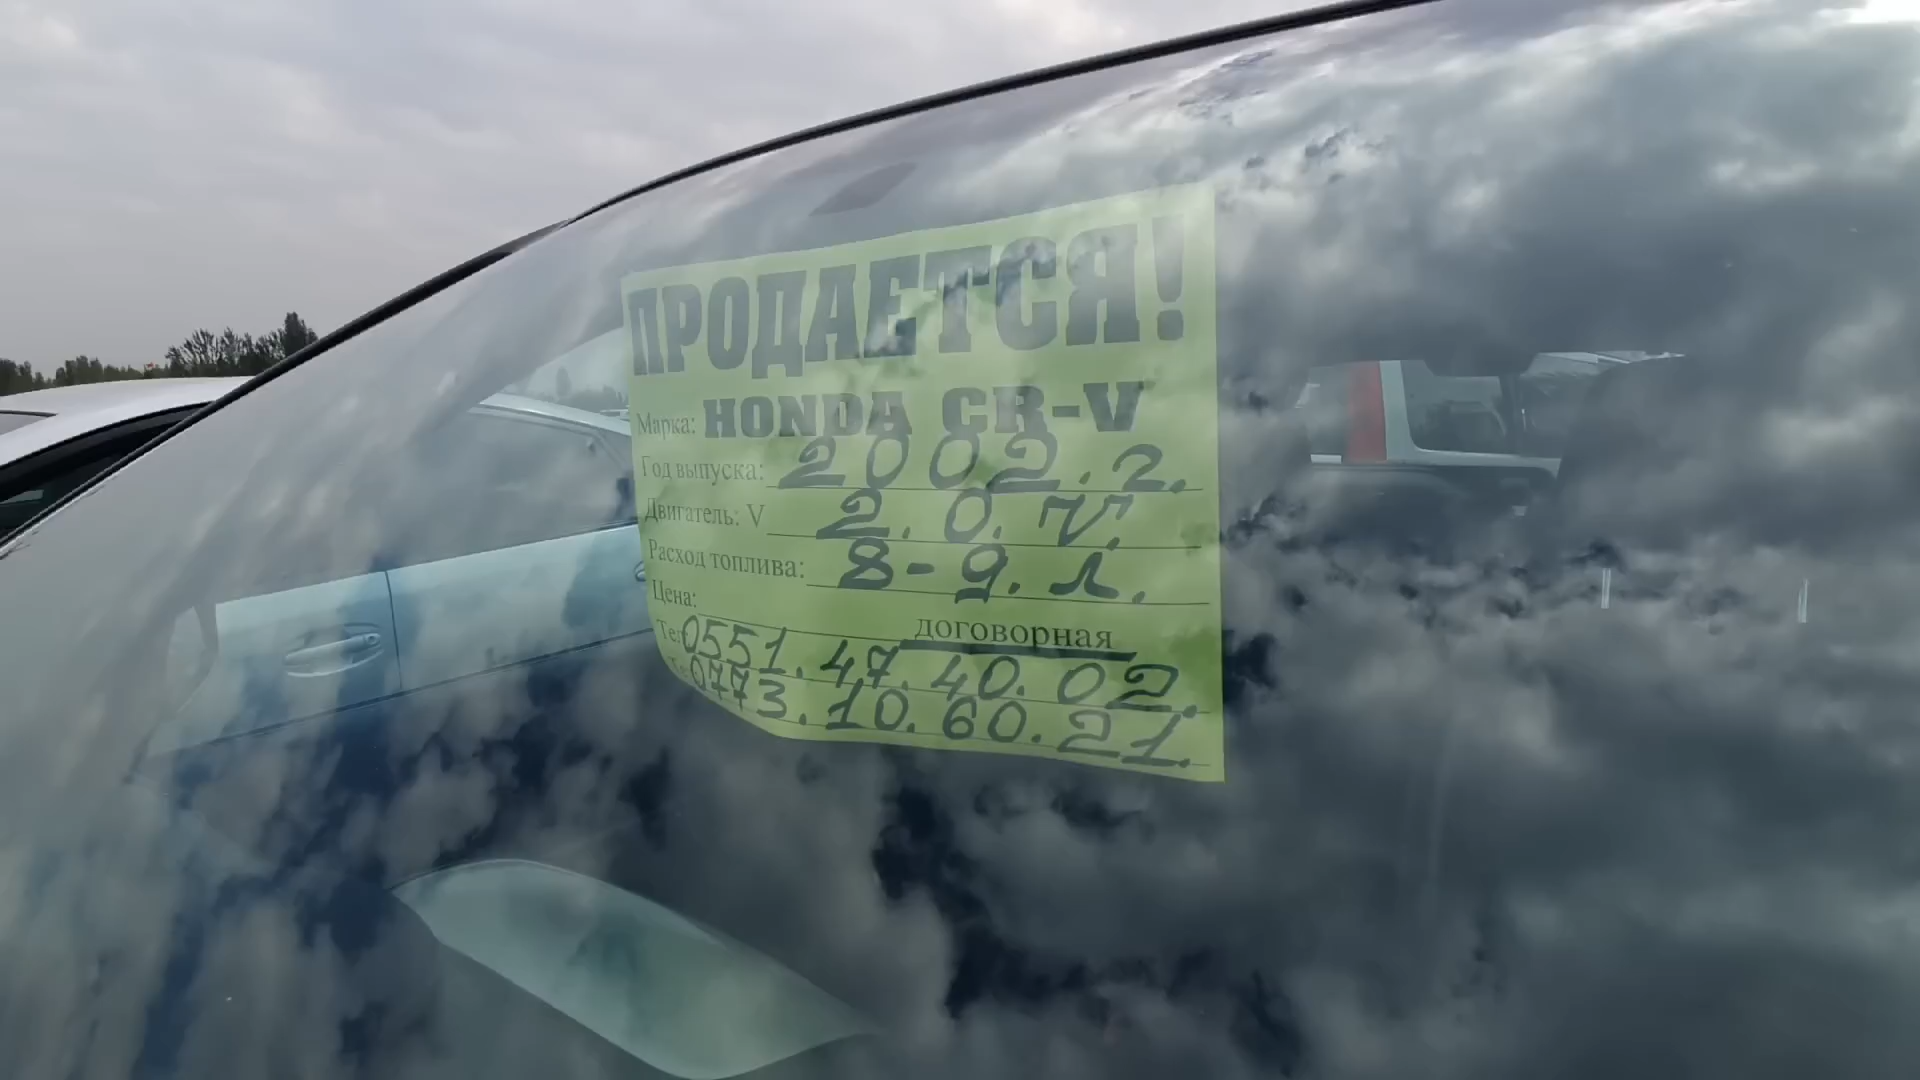 ПРОДАЕТСЯ!
Марка: HONDA CR-V
Год выпуска: 2002.г.
Двигатель: V 2.0.V
Расход топлива: 8-9.л.
Цена: договорная
Тел 0551.47.40.02.
0773.10.60.21.